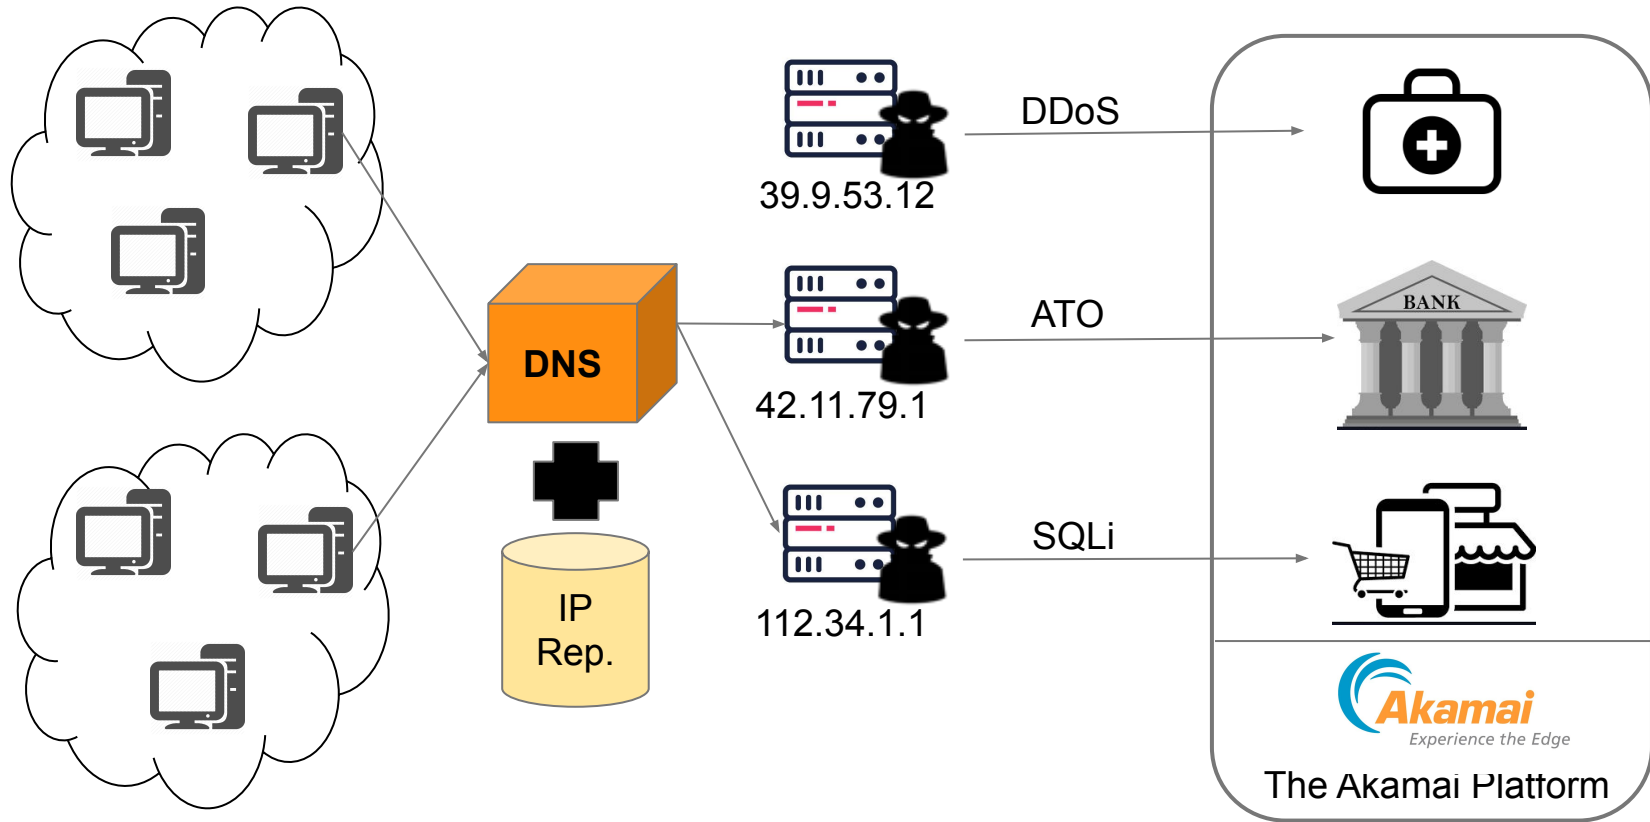 DDoS
39.9.53.12
DNS
ATO
BANK
42.11.79.1
IP
Rep.
SQLi
112.34.1.1
Akamai
Experience the Edge
The Akamai Platform